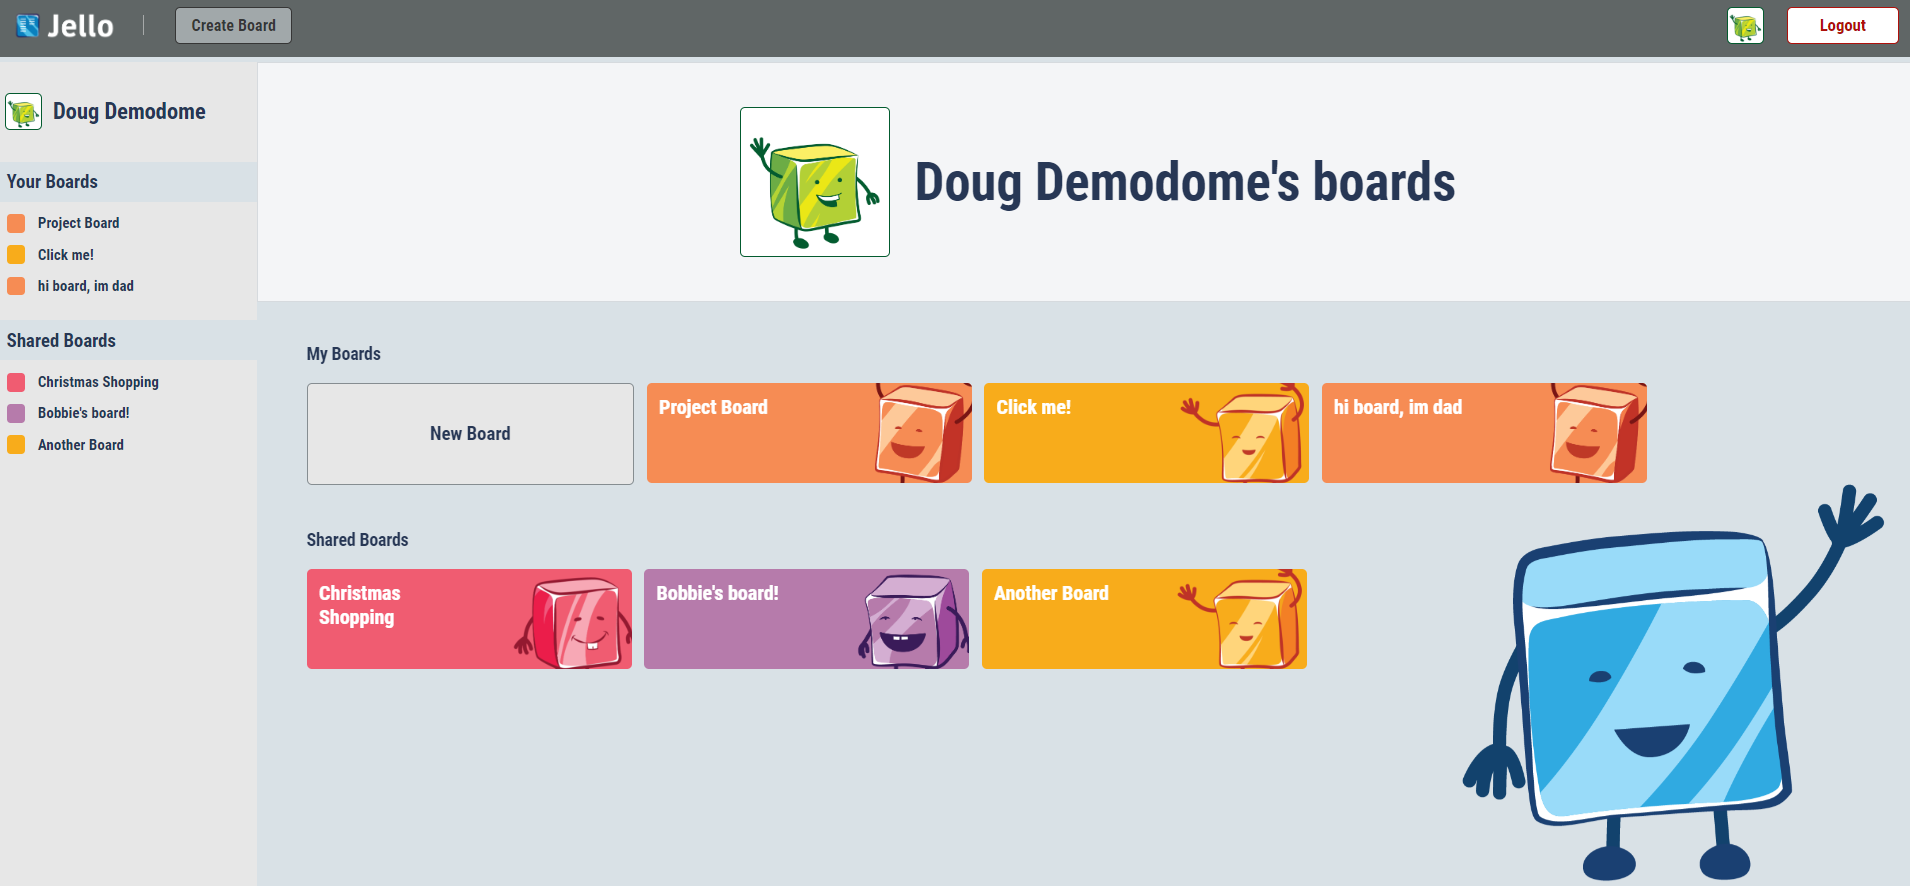 Jello
Create Board
Logout
Doug Demodome
Your Boards
Project Board
Click me!
hi board, im dad
Shared Boards
Christmas Shopping
Bobbie's board!
Another Board
Doug Demodome's boards
My Boards
New Board
Project Board
Click me!
hi board, im dad
Shared Boards
Christmas
Shopping
Bobbie's board!
Another Board